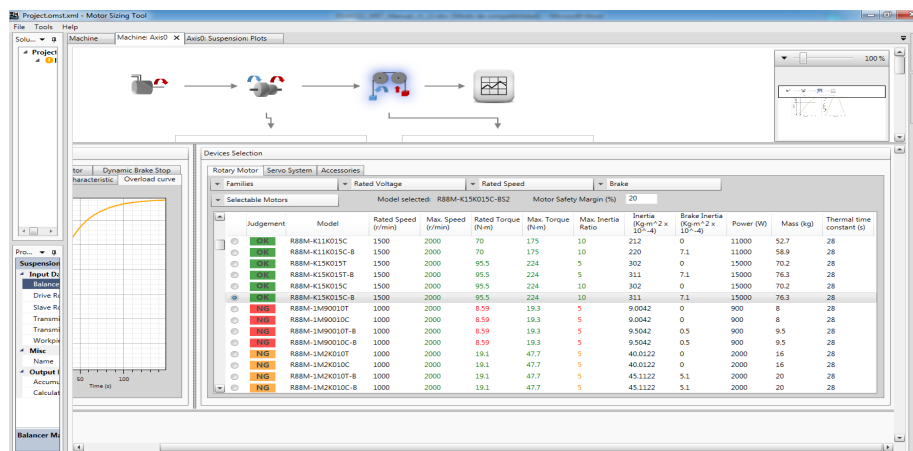 Project.omst.xml - Motor Sizing Tool
File Tools Help
Solu...
Machine Machine: Axis0 X Axis0: Suspension: Plots
Project
100 %
Devices Selection
Dynamic Brake Stop
Overload curve
Rotary Motor Servo System Accessories
Families Rated Voltage Rated Speed Brake
Selectable Motors Model selected: R88M-K15K015C-BS2 Motor Safety Margin (%) 20
Judgement Model Rated Speed (r/min) Max. Speed (r/min) Rated Torque (N·m) Max. Torque (N·m) Max. Inertia Ratio Inertia (Kg·m^2 x 10^-4) Brake Inertia (Kg·m^2 x 10^-4) Power (W) Mass (kg) Thermal time constant (s)
OK R88M-K11K015C 1500 2000 70 175 10 212 0 11000 52.7 28
OK R88M-K11K015C-B 1500 2000 70 175 10 220 7.1 11000 58.9 28
OK R88M-K15K015T 1500 2000 95.5 224 5 302 0 15000 70.2 28
OK R88M-K15K015T-B 1500 2000 95.5 224 5 311 7.1 15000 76.3 28
OK R88M-K15K015C 1500 2000 95.5 224 10 302 0 15000 70.2 28
OK R88M-K15K015C-B 1500 2000 95.5 224 10 311 7.1 15000 76.3 28
NG R88M-1M90010T 1000 2000 8.59 19.3 5 9.0042 0 900 8 28
NG R88M-1M90010C 1000 2000 8.59 19.3 5 9.0042 0 900 8 28
NG R88M-1M90010T-B 1000 2000 8.59 19.3 5 9.5042 0.5 900 9.5 28
NG R88M-1M90010C-B 1000 2000 8.59 19.3 5 9.5042 0.5 900 9.5 28
NG R88M-1M2K010T 1000 2000 19.1 47.7 5 40.0122 0 2000 16 28
NG R88M-1M2K010C 1000 2000 19.1 47.7 5 40.0122 0 2000 16 28
NG R88M-1M2K010T-B 1000 2000 19.1 47.7 5 45.1122 5.1 2000 20 28
NG R88M-1M2K010C-B 1000 2000 19.1 47.7 5 45.1122 5.1 2000 20 28
50 100
Time (s)
Pro...
Suspension
Input Da
Balance
Drive Ro
Slave Ro
Transmi
Transmi
Workpi
Misc
Name
Output
Accumu
Calculat
Balancer Ma